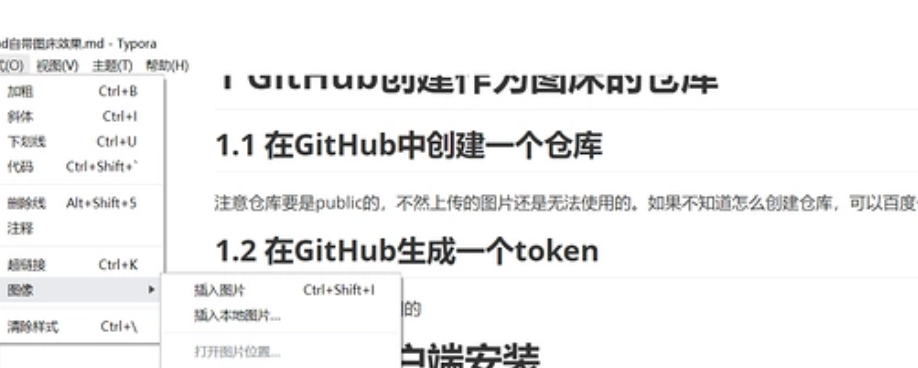 d自带图床效果.md - Typora
式(O) 视图(V) 主题(T) 帮助(H)
加粗 Ctrl+B
斜体 Ctrl+I
下划线 Ctrl+U
代码 Ctrl+Shift+`
删除线 Alt+Shift+5
注释
超链接 Ctrl+K
图像
清除样式 Ctrl+\
插入图片 Ctrl+Shift+I
插入本地图片...
打开图片位置...
1 GitHub创建作为图床的仓库
1.1 在GitHub中创建一个仓库
注意仓库要是public的，不然上传的图片还是无法使用的。如果不知道怎么创建仓库，可以百度
1.2 在GitHub生成一个token
的
户端安装